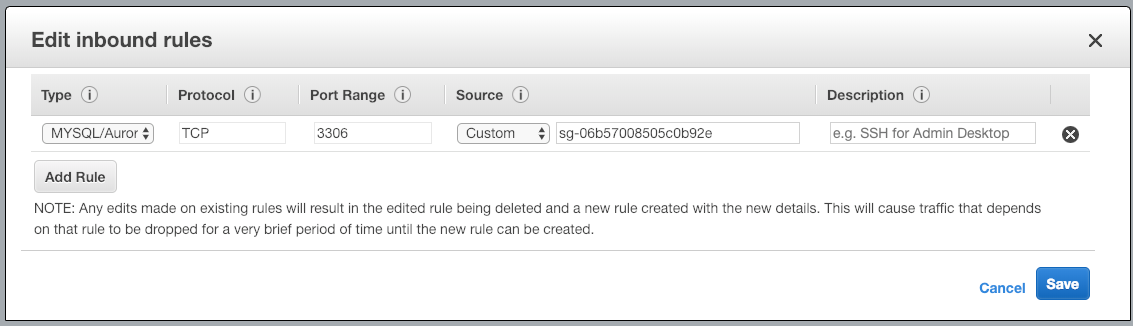 Edit inbound rules
Type Protocol Port Range Source Description
MYSQL/Auror TCP 3306 Custom sg-06b57008505c0b92e e.g. SSH for Admin Desktop
Add Rule
NOTE: Any edits made on existing rules will result in the edited rule being deleted and a new rule created with the new details. This will cause traffic that depends
on that rule to be dropped for a very brief period of time until the new rule can be created.
Cancel Save